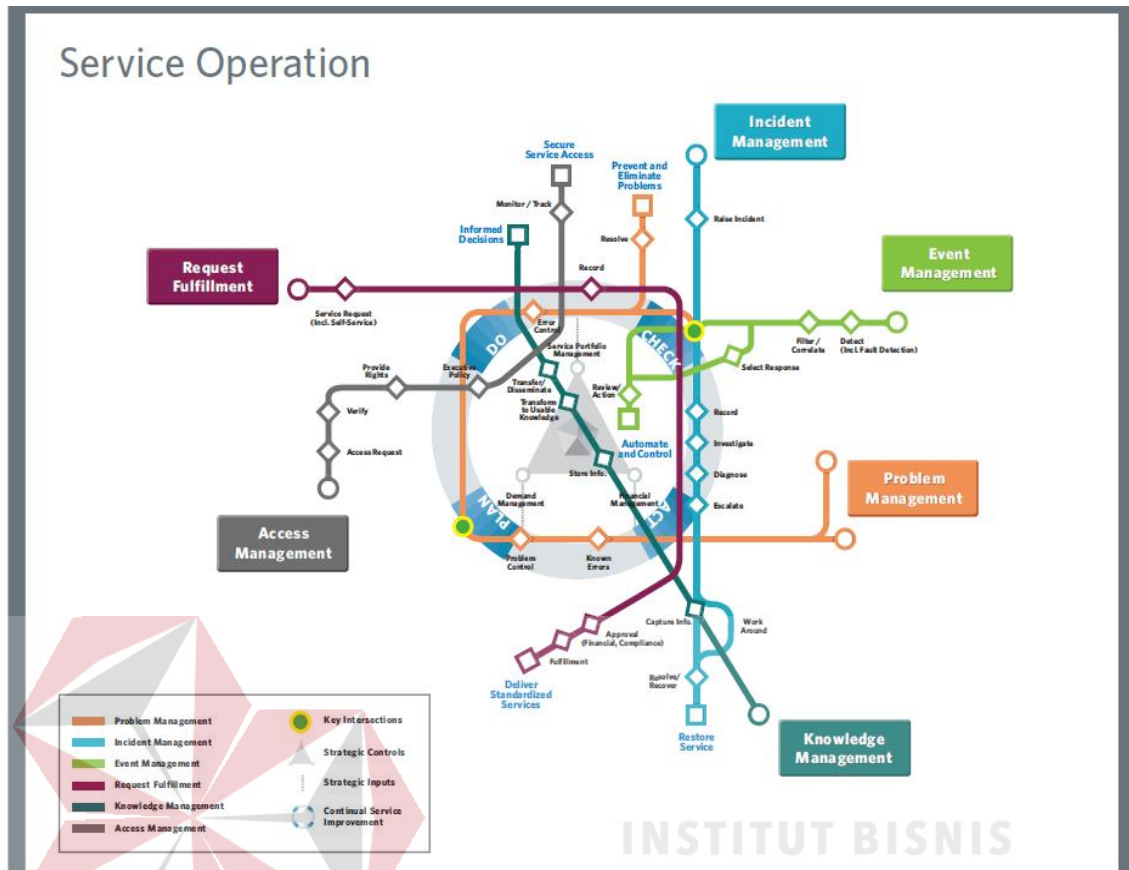 Service Operation
Incident
Management
Secure
Service Access
Prevent and
Eliminate
Problems
Monitor / Track
Raise Incident
Informed
Decisions
Resolve
Event
Management
Request
Fulfillment
Record
Service Request
(Incl. Self-Service)
Error
Control
DO
CHECK
Service Portfolio
Management
Filter /
Correlate
Detect
(Incl. Fault Detection)
Select Response
Provide
Rights
Executive
Policy
Transfer/
Disseminate
Transform
to Usable
Knowledge
Review/
Action
Verify
Record
Automate
and Control
Investigate
Access Request
Store Info.
Diagnose
Problem
Management
Demand
Management
Financial
Management
PLAN
ACT
Escalate
Access
Management
Problem
Control
Known
Errors
Capture Info.
Work
Around
Approval
(Financial, Compliance)
Fulfillment
Resolve/
Recover
Deliver
Standardized
Services
Restore
Service
Knowledge
Management
Problem Management
Incident Management
Event Management
Request Fulfillment
Knowledge Management
Access Management
Key Intersections
Strategic Controls
Strategic Inputs
Continual Service
Improvement
INSTITUT BISNIS